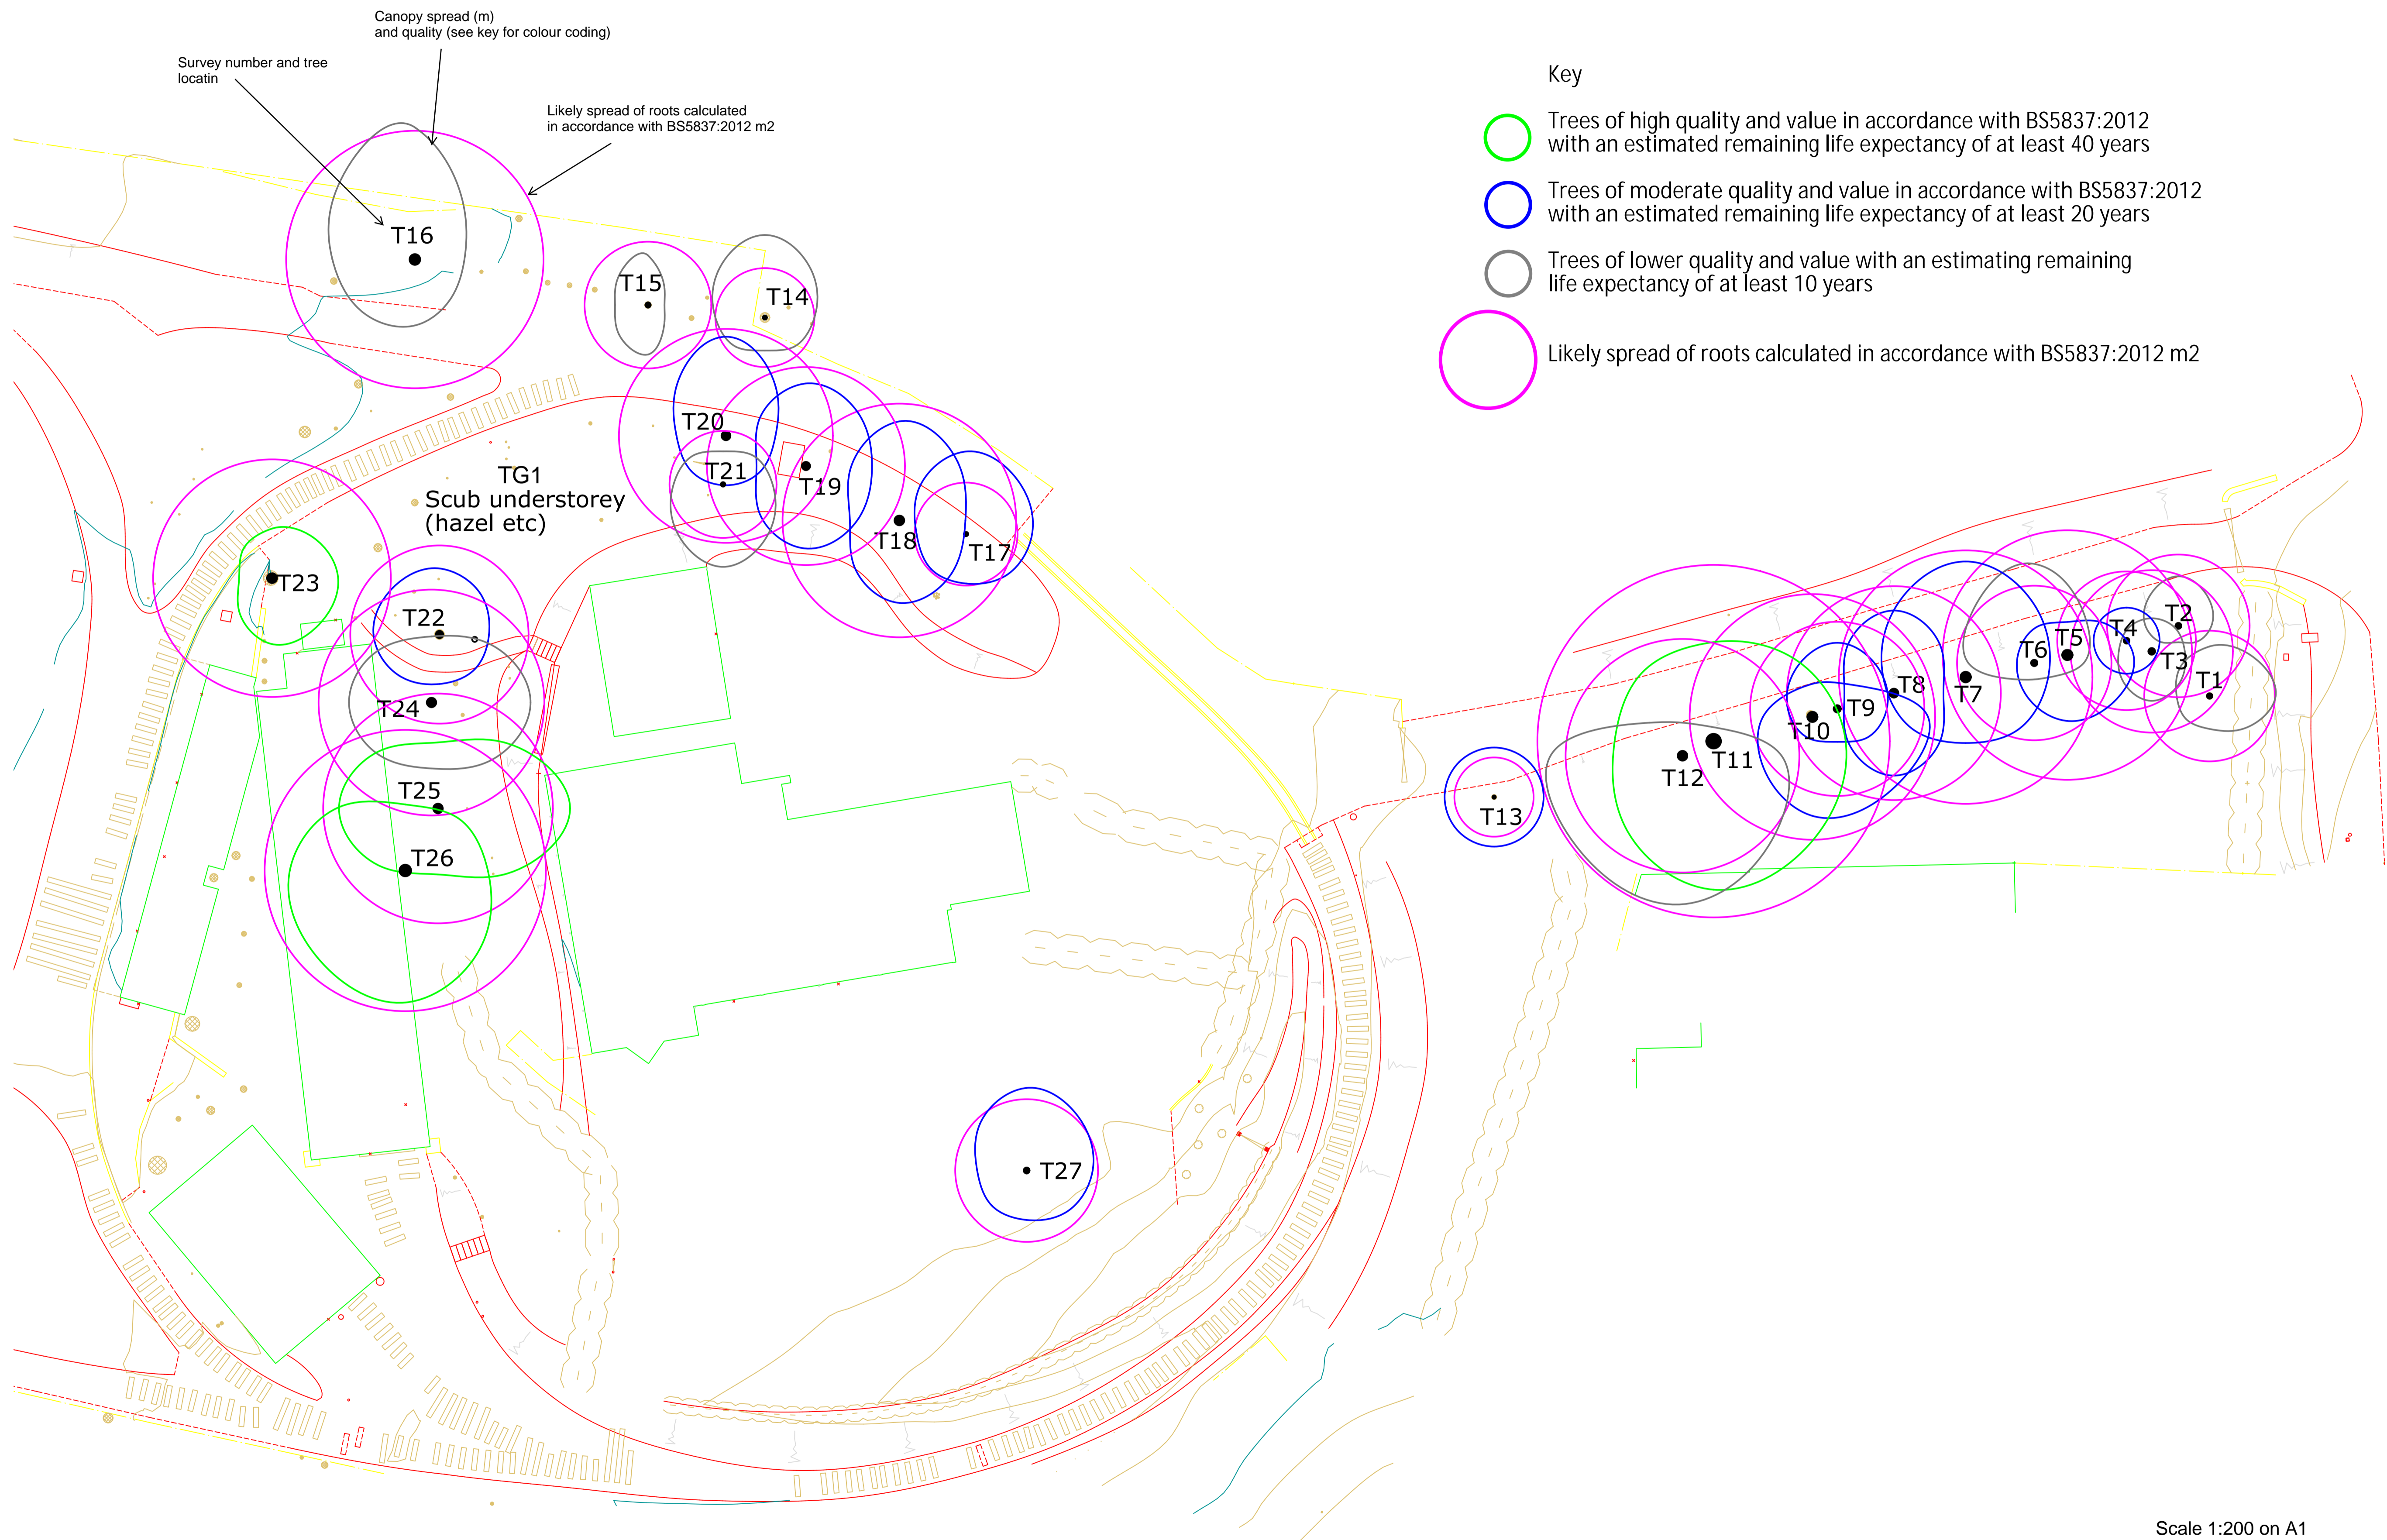 Canopy spread (m)
and quality (see key for colour coding)
Survey number and tree
locatin
Likely spread of roots calculated
in accordance with BS5837:2012 m2
Key
Trees of high quality and value in accordance with BS5837:2012
with an estimated remaining life expectancy of at least 40 years
Trees of moderate quality and value in accordance with BS5837:2012
with an estimated remaining life expectancy of at least 20 years
Trees of lower quality and value with an estimating remaining
life expectancy of at least 10 years
Likely spread of roots calculated in accordance with BS5837:2012 m2
T16
T15
T14
T20
T21
T19
T18
T17
TG1
Scub understorey
(hazel etc)
T23
T22
T24
T25
T26
T27
T13
T12
T11
T10
T9
T8
T7
T6
T5
T4
T3
T2
T1
Scale 1:200 on A1